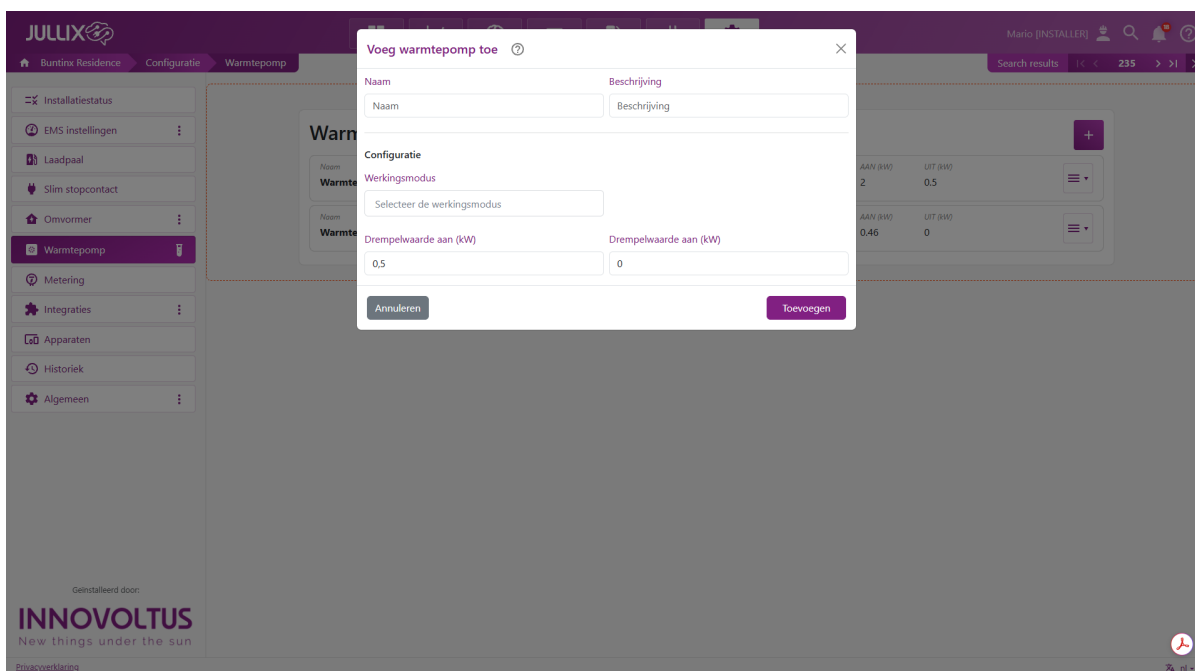 JULLIX
Mario [INSTALLER]
Buntinx Residence
Configuratie
Warmtepomp
Search results
235
Voeg warmtepomp toe
Naam
Beschrijving
Naam
Beschrijving
Configuratie
Werkingsmodus
Selecteer de werkingsmodus
Drempelwaarde aan (kW)
Drempelwaarde aan (kW)
0,5
0
Annuleren
Toevoegen
Installatiestatus
EMS instellingen
Laadpaal
Slim stopcontact
Omvormer
Warmtepomp
Metering
Integraties
Apparaten
Historiek
Algemeen
Naam
AAN (kW)
UIT (kW)
2
0.5
Naam
AAN (kW)
UIT (kW)
0.46
0
Geïnstalleerd door:
INNOVOLTUS
New things under the sun
Privacyverklaring
nl